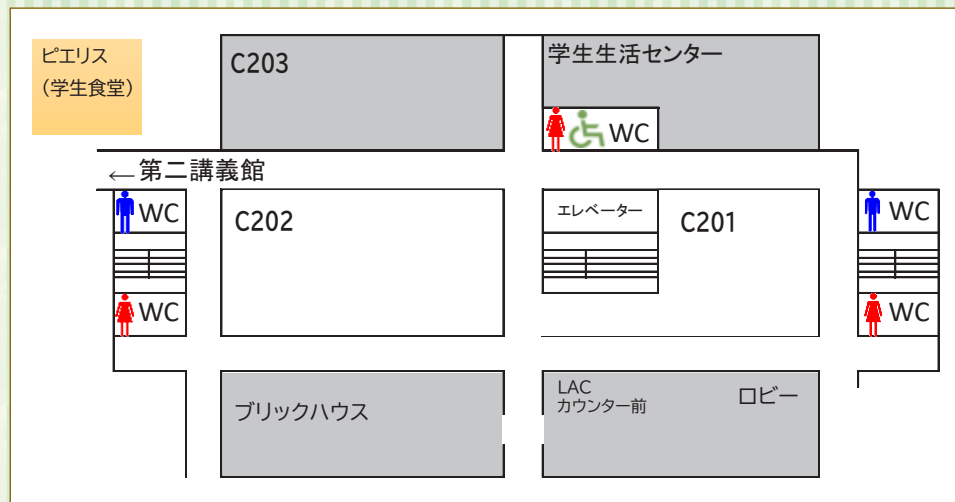 ピエリス
(学生食堂)
C203
学生生活センター
WC
←第二講義館
WC
C202
エレベーター
C201
WC
WC
WC
ブリックハウス
LAC
カウンター前
ロビー